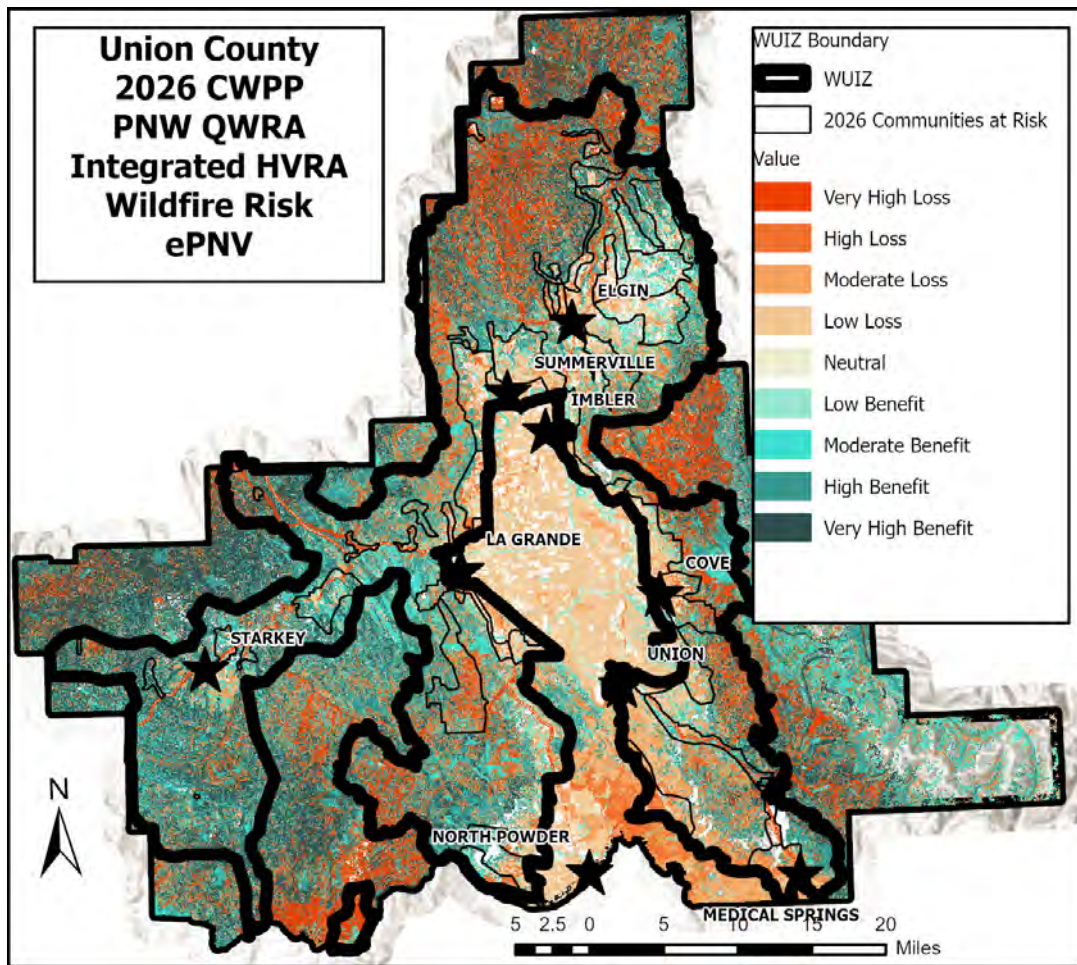 Union County
2026 CWPP
PNW QWRA
Integrated HVRA
Wildfire Risk
ePNV
WUIZ Boundary
WUIZ
2026 Communities at Risk
Value
Very High Loss
High Loss
Moderate Loss
Low Loss
Neutral
Low Benefit
Moderate Benefit
High Benefit
Very High Benefit
ELGIN
SUMMERVILLE
IMBLER
LA GRANDE
COVE
STARKEY
UNION
NORTH POWDER
MEDICAL SPRINGS
N
5 2.5 0 5 10 15 20
Miles